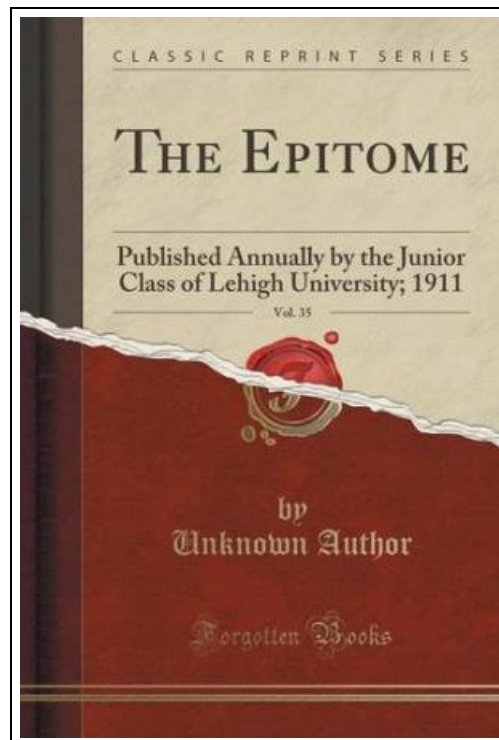 CLASSIC REPRINT SERIES
THE EPITOME
Published Annually by the Junior
Class of Lehigh University; 1911
Vol. 35
by
Unknown Author
Forgotten Books